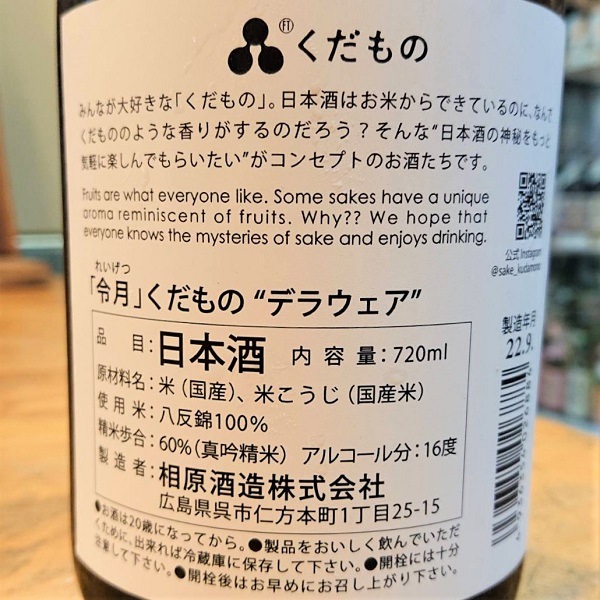 FT
くだもの
みんなが大好きな「くだもの」。日本酒はお米からできているのに、なんで
くだもののような香りがするのだろう？そんな“日本酒の神秘をもっと
気軽に楽しんでもらいたい”がコンセプトのお酒たちです。
Fruits are what everyone like. Some sakes have a unique
aroma reminiscent of fruits. Why?? We hope that
everyone knows the mysteries of sake and enjoys drinking.
公式Instagram
@sake_kudamono
れいげつ
「令月」くだもの “デラウェア”
品 目：日本酒 内容量：720ml
原材料名：米（国産）、米こうじ（国産米）
使用米：八反錦100％
精米歩合：60％(真吟精米) アルコール分：16度
製造者：相原酒造株式会社
広島県呉市仁方本町1丁目25-15
製造年月
22.9.
●お酒は20歳になってから。●製品をおいしく飲んでいただ
くために、出来れば冷蔵庫に保存して下さい。●開栓には十分
注意して下さい。●開栓後はお早めにお召し上がり下さい。